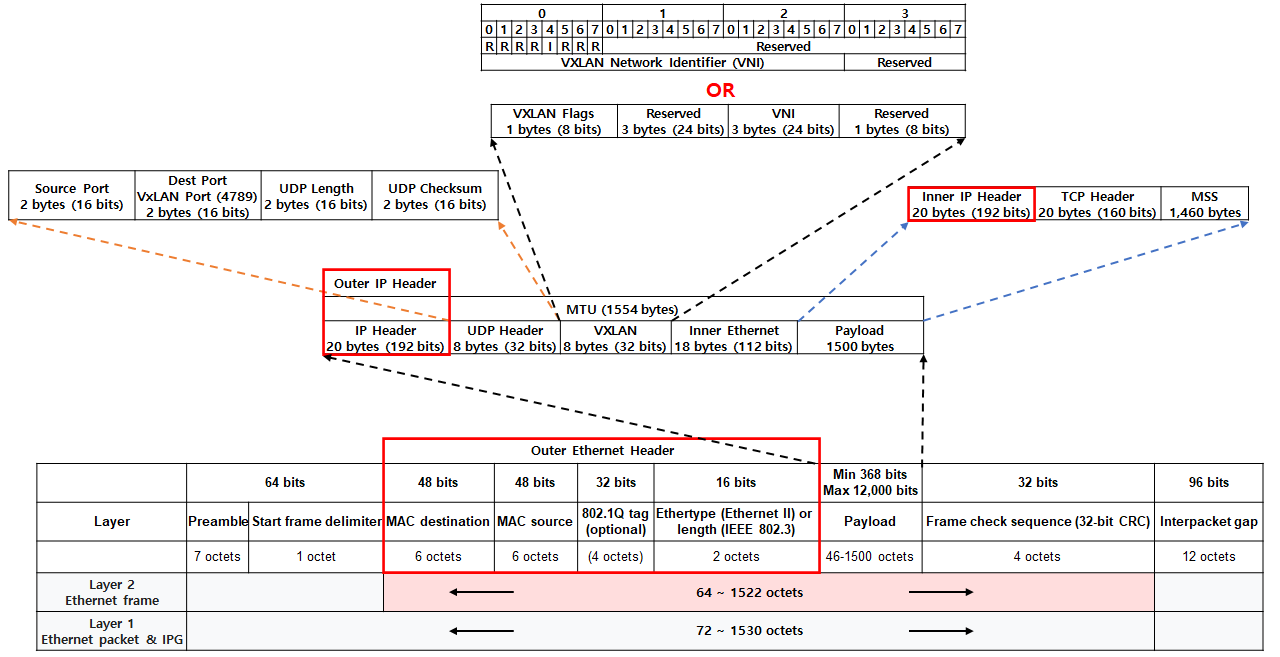 0 1 2 3
0 1 2 3 4 5 6 7 0 1 2 3 4 5 6 7 0 1 2 3 4 5 6 7 0 1 2 3 4 5 6 7
R R R R I R R R Reserved
VXLAN Network Identifier (VNI) Reserved
OR
VXLAN Flags Reserved VNI Reserved
1 bytes (8 bits) 3 bytes (24 bits) 3 bytes (24 bits) 1 bytes (8 bits)
Source Port
2 bytes (16 bits)
Dest Port
VxLAN Port (4789)
2 bytes (16 bits)
UDP Length
2 bytes (16 bits)
UDP Checksum
2 bytes (16 bits)
Inner IP Header
20 bytes (192 bits)
TCP Header
20 bytes (160 bits)
MSS
1,460 bytes
Outer IP Header
MTU (1554 bytes)
IP Header
20 bytes (192 bits)
UDP Header
8 bytes (32 bits)
VXLAN
8 bytes (32 bits)
Inner Ethernet
18 bytes (112 bits)
Payload
1500 bytes
Outer Ethernet Header
64 bits 48 bits 48 bits 32 bits 16 bits
Min 368 bits
Max 12,000 bits
32 bits 96 bits
Layer
Preamble
Start frame delimiter
MAC destination
MAC source
802.1Q tag
(optional)
Ethertype (Ethernet II) or
length (IEEE 802.3)
Payload
Frame check sequence (32-bit CRC)
Interpacket gap
7 octets 1 octet 6 octets 6 octets (4 octets) 2 octets 46-1500 octets 4 octets 12 octets
Layer 2
Ethernet frame
64 ~ 1522 octets
Layer 1
Ethernet packet & IPG
72 ~ 1530 octets